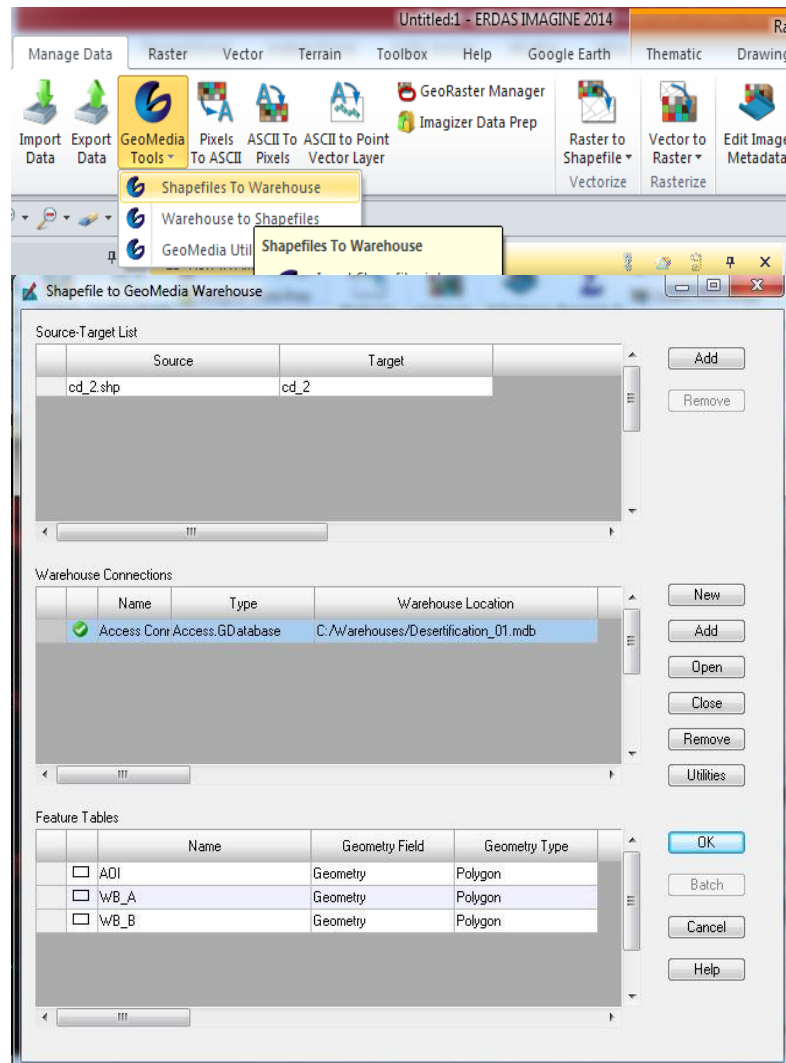 Untitled:1 - ERDAS IMAGINE 2014
Ra
Manage Data Raster Vector Terrain Toolbox Help Google Earth Thematic Drawing
GeoRaster Manager
Imagizer Data Prep
Import Data
Export Data
GeoMedia Tools
Pixels To ASCII
ASCII To Pixels
ASCII to Point Vector Layer
Raster to Shapefile
Vector to Raster
Edit Image Metadata
Vectorize Rasterize
Shapefiles To Warehouse
Warehouse to Shapefiles
GeoMedia Util
Shapefiles To Warehouse
Shapefile to GeoMedia Warehouse
Source-Target List
Source Target
cd_2.shp cd_2
Add
Remove
Warehouse Connections
Name Type Warehouse Location
Access Conr Access.GDatabase C:/Warehouses/Desertification_01.mdb
New
Add
Open
Close
Remove
Utilities
Feature Tables
Name Geometry Field Geometry Type
AOI Geometry Polygon
WB_A Geometry Polygon
WB_B Geometry Polygon
OK
Batch
Cancel
Help